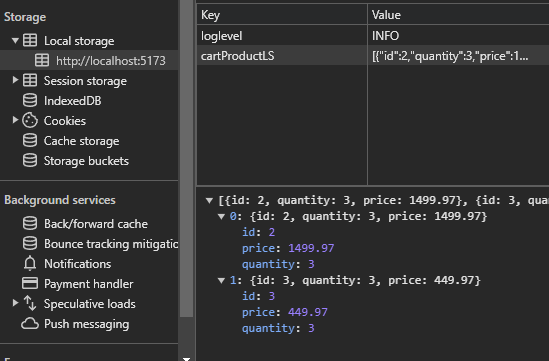 Storage
Local storage
http://localhost:5173
Session storage
IndexedDB
Cookies
Cache storage
Storage buckets
Background services
Back/forward cache
Bounce tracking mitigatio
Notifications
Payment handler
Speculative loads
Push messaging
Key Value
loglevel INFO
cartProductLS [{"id":2,"quantity":3,"price":1...
[{id: 2, quantity: 3, price: 1499.97}, {id: 3,
0: {id: 2, quantity: 3, price: 1499.97}
id: 2
price: 1499.97
quantity: 3
1: {id: 3, quantity: 3, price: 449.97}
id: 3
price: 449.97
quantity: 3